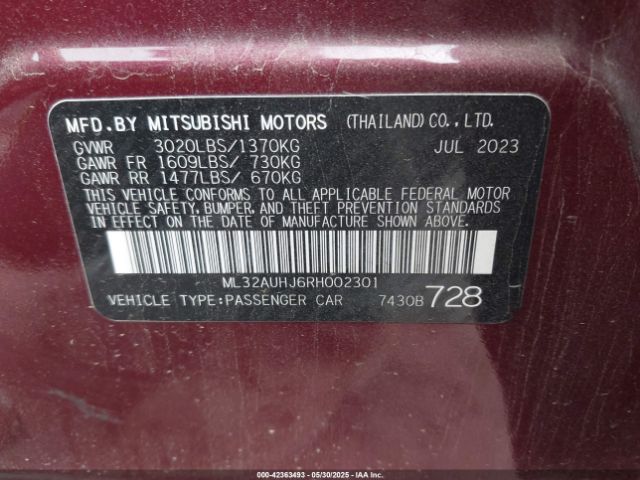 MFD.BY MITSUBISHI MOTORS (THAILAND)CO.,LTD.
GVWR 3020LBS/1370KG JUL 2023
GAWR FR 1609LBS/ 730KG
GAWR RR 1477LBS/ 670KG
THIS VEHICLE CONFORMS TO ALL APPLICABLE FEDERAL MOTOR
VEHICLE SAFETY, BUMPER, AND THEFT PREVENTION STANDARDS
IN EFFECT ON THE DATE OF MANUFACTURE SHOWN ABOVE.
ML32AUHJ6RH002301
VEHICLE TYPE:PASSENGER CAR 7430B 728
000-42363493 - 05/30/2025 - IAAI.COM